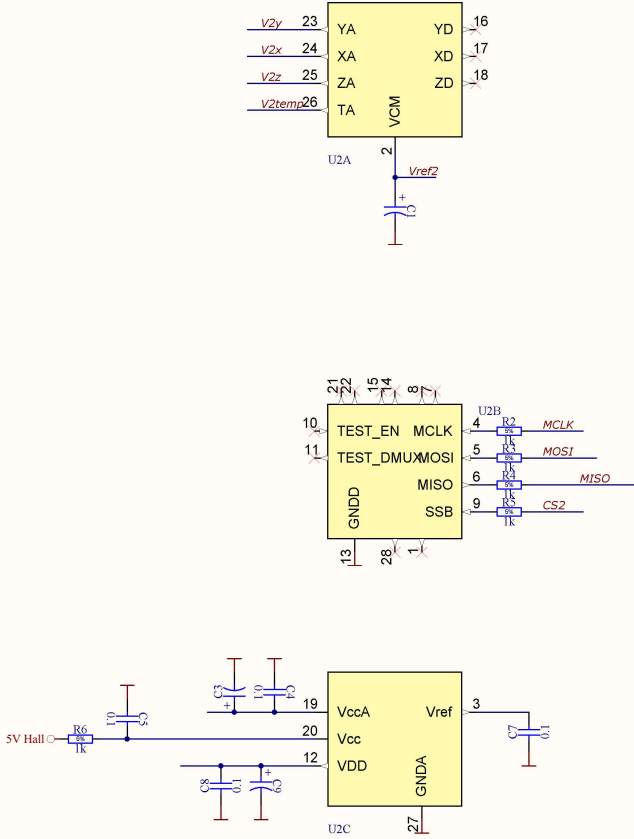 V2y 23 YA YD 16
V2x 24 XA XD 17
V2z 25 ZA ZD 18
V2temp 26 TA
VCM
2
U2A
Vref2
+
C1
21 22 15 14 8 7
U2B
10 TEST_EN MCLK 4 R2 5% 1k MCLK
11 TEST_DMUX MOSI 5 R3 5% 1k MOSI
MISO 6 R4 5% 1k MISO
SSB 9 R5 5% 1k CS2
GNDD
13 28 1
C3 + C4 0.1
C5 0.1
19 VccA Vref 3
5V Hall R6 5% 1k 20 Vcc
C7 0.1
12 VDD
C8 0.1 + C9
GNDA
27
U2C